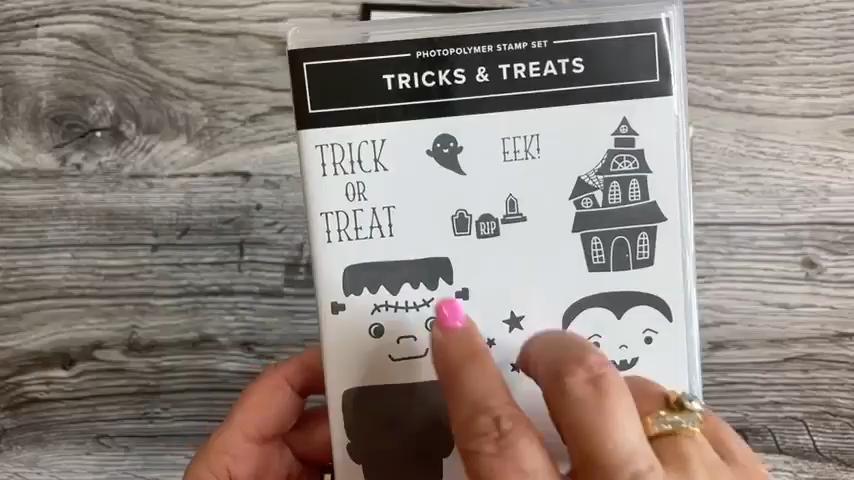 PHOTOPOLYMER STAMP SET
TRICKS & TREATS
TRICK
OR
TREAT
EEK!
RIP